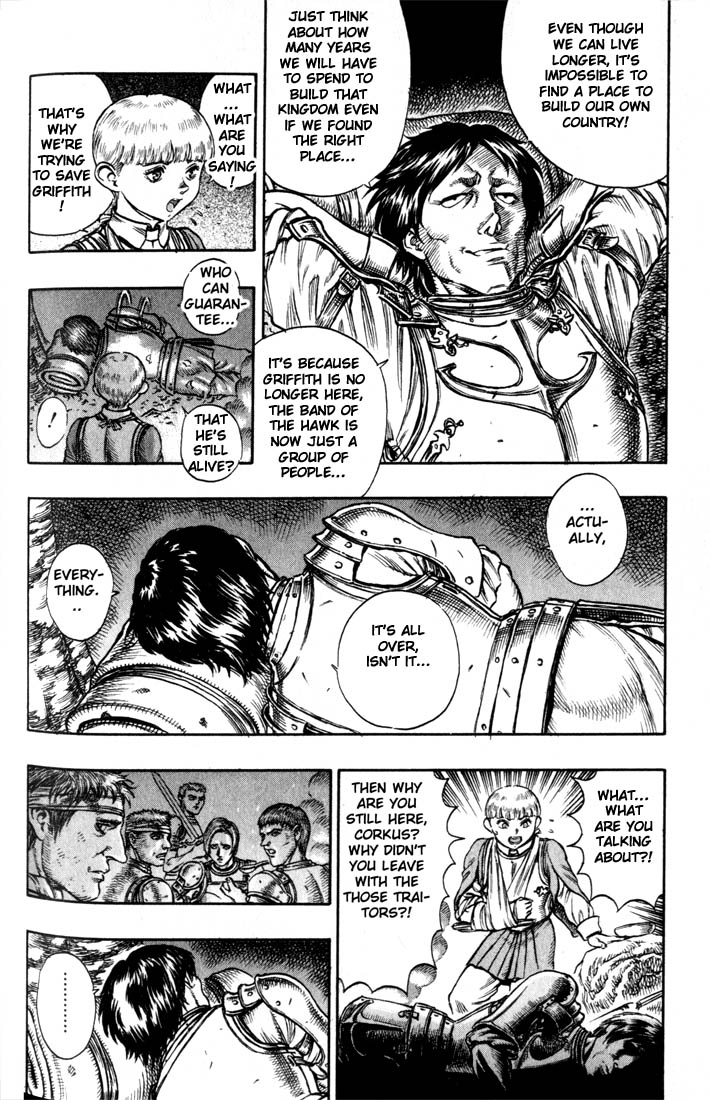 EVEN THOUGH
WE CAN LIVE
LONGER, IT'S
IMPOSSIBLE TO
FIND A PLACE TO
BUILD OUR OWN
COUNTRY!
JUST THINK
ABOUT HOW
MANY YEARS
WE WILL HAVE
TO SPEND TO
BUILD THAT
KINGDOM EVEN
IF WE FOUND
THE RIGHT
PLACE...
WHAT
...
WHAT
ARE
YOU
SAYING
!
THAT'S
WHY
WE'RE
TRYING
TO SAVE
GRIFFITH
!
IT'S BECAUSE
GRIFFITH IS NO
LONGER HERE,
THE BAND OF
THE HAWK IS
NOW JUST A
GROUP OF
PEOPLE...
WHO
CAN
GUARAN-
TEE...
THAT
HE'S
STILL
ALIVE?
!
...
ACTU-
ALLY,
IT'S ALL
OVER,
ISN'T IT...
EVERY-
THING.
..
WHAT...
WHAT
ARE YOU
TALKING
ABOUT?!
THEN WHY
ARE YOU
STILL HERE,
CORKUS?
WHY DIDN'T
YOU LEAVE
WITH THE
THOSE TRAI-
TORS?!
.........